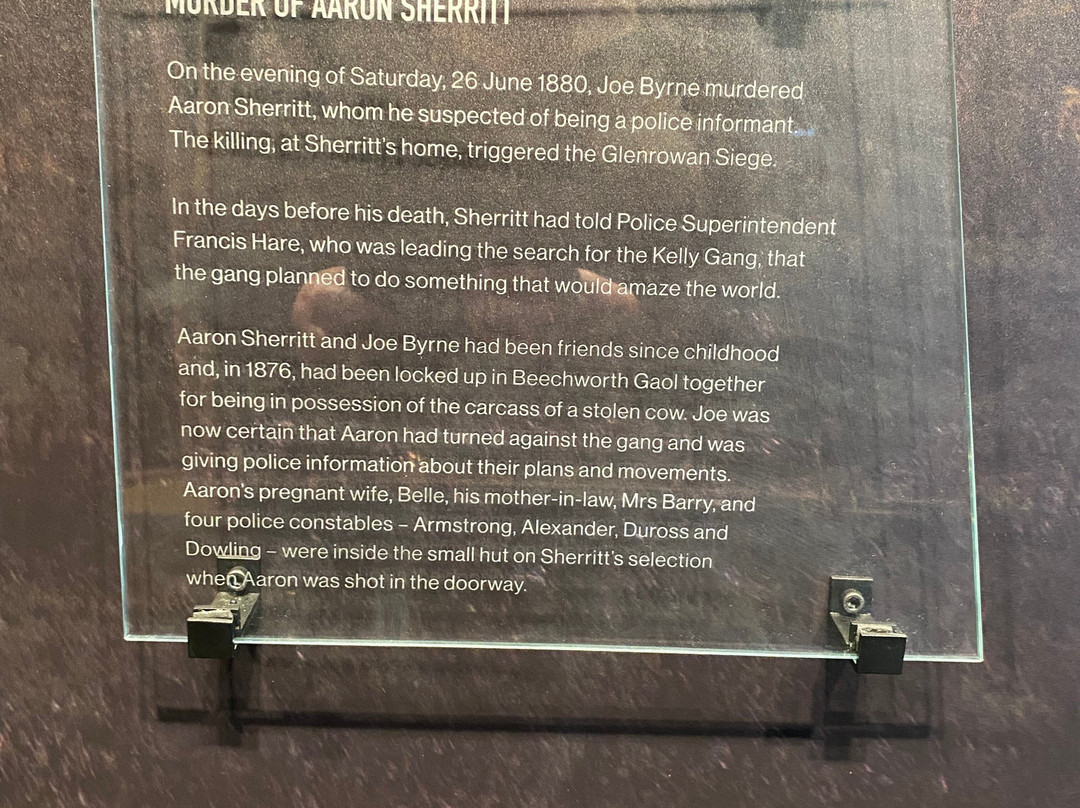 MURDER OF AARON SHERRITT
On the evening of Saturday, 26 June 1880, Joe Byrne murdered
Aaron Sherritt, whom he suspected of being a police informant.
The killing, at Sherritt's home, triggered the Glenrowan Siege.
In the days before his death, Sherritt had told Police Superintendent
Francis Hare, who was leading the search for the Kelly Gang, that
the gang planned to do something that would amaze the world.
Aaron Sherritt and Joe Byrne had been friends since childhood
and, in 1876, had been locked up in Beechworth Gaol together
for being in possession of the carcass of a stolen cow. Joe was
now certain that Aaron had turned against the gang and was
giving police information about their plans and movements.
Aaron's pregnant wife, Belle, his mother-in-law, Mrs Barry, and
four police constables – Armstrong, Alexander, Duross and
Dowling – were inside the small hut on Sherritt's selection
when Aaron was shot in the doorway.